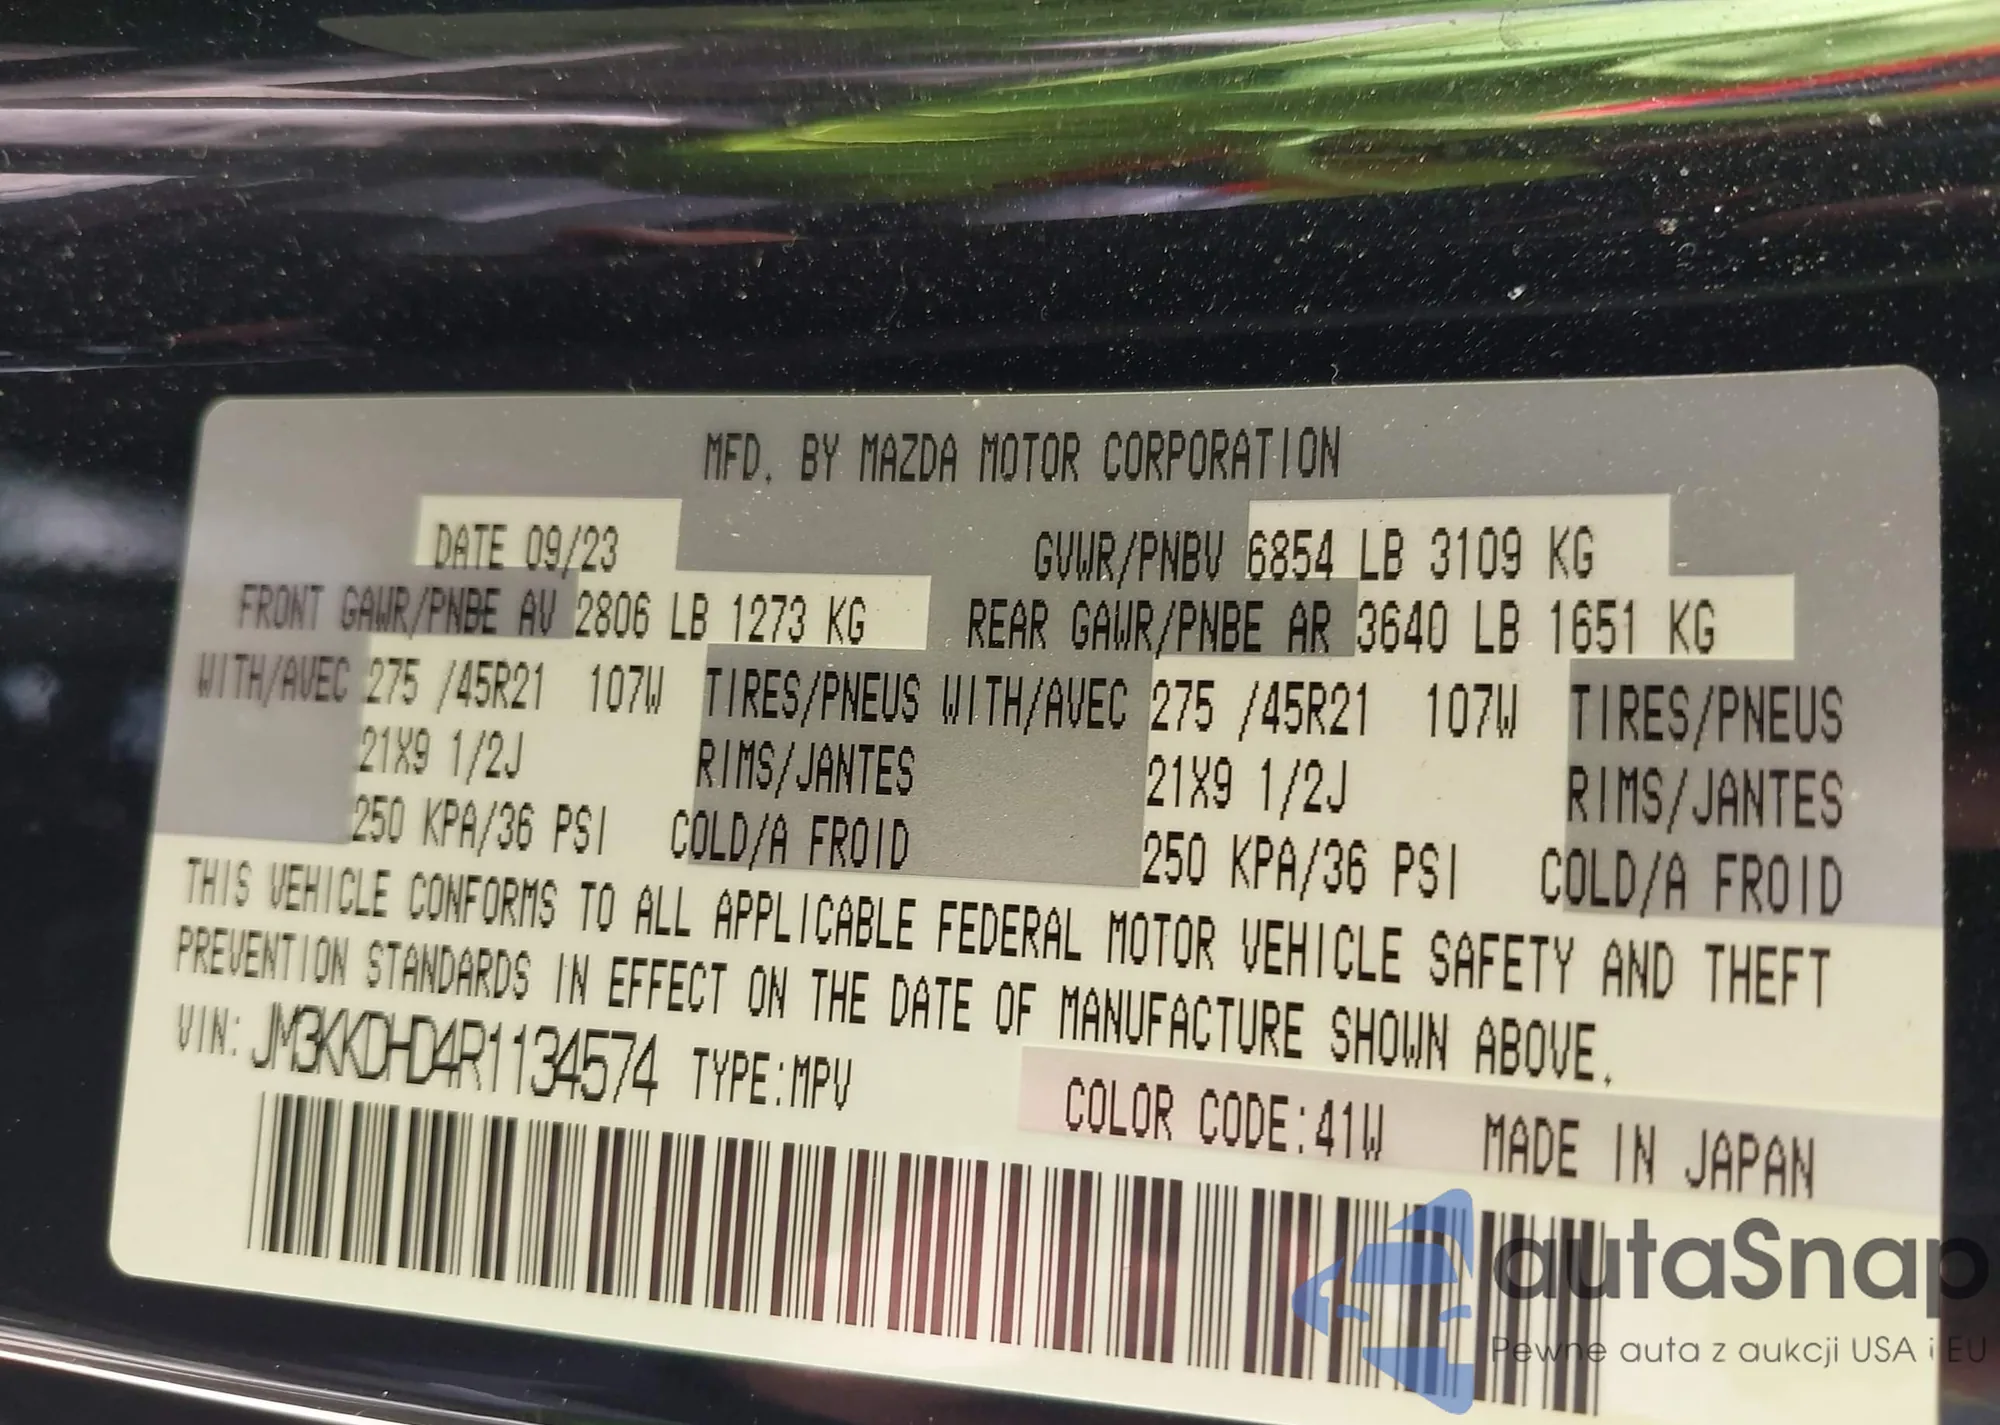 MFD. BY MAZDA MOTOR CORPORATION
DATE 09/23 GVWR/PNBV 6854 LB 3109 KG
FRONT GAWR/PNBE AV 2806 LB 1273 KG REAR GAWR/PNBE AR 3640 LB 1651 KG
WITH/AVEC 275 /45R21 107W TIRES/PNEUS WITH/AVEC 275 /45R21 107W TIRES/PNEUS
21X9 1/2J RIMS/JANTES 21X9 1/2J RIMS/JANTES
250 KPA/36 PSI COLD/A FROID 250 KPA/36 PSI COLD/A FROID
THIS VEHICLE CONFORMS TO ALL APPLICABLE FEDERAL MOTOR VEHICLE SAFETY AND THEFT
PREVENTION STANDARDS IN EFFECT ON THE DATE OF MANUFACTURE SHOWN ABOVE.
VIN: JM3KKDHD4R1134574 TYPE:MPV
COLOR CODE:41W MADE IN JAPAN
autaSnap
Pewne auta z aukcji USA i EU